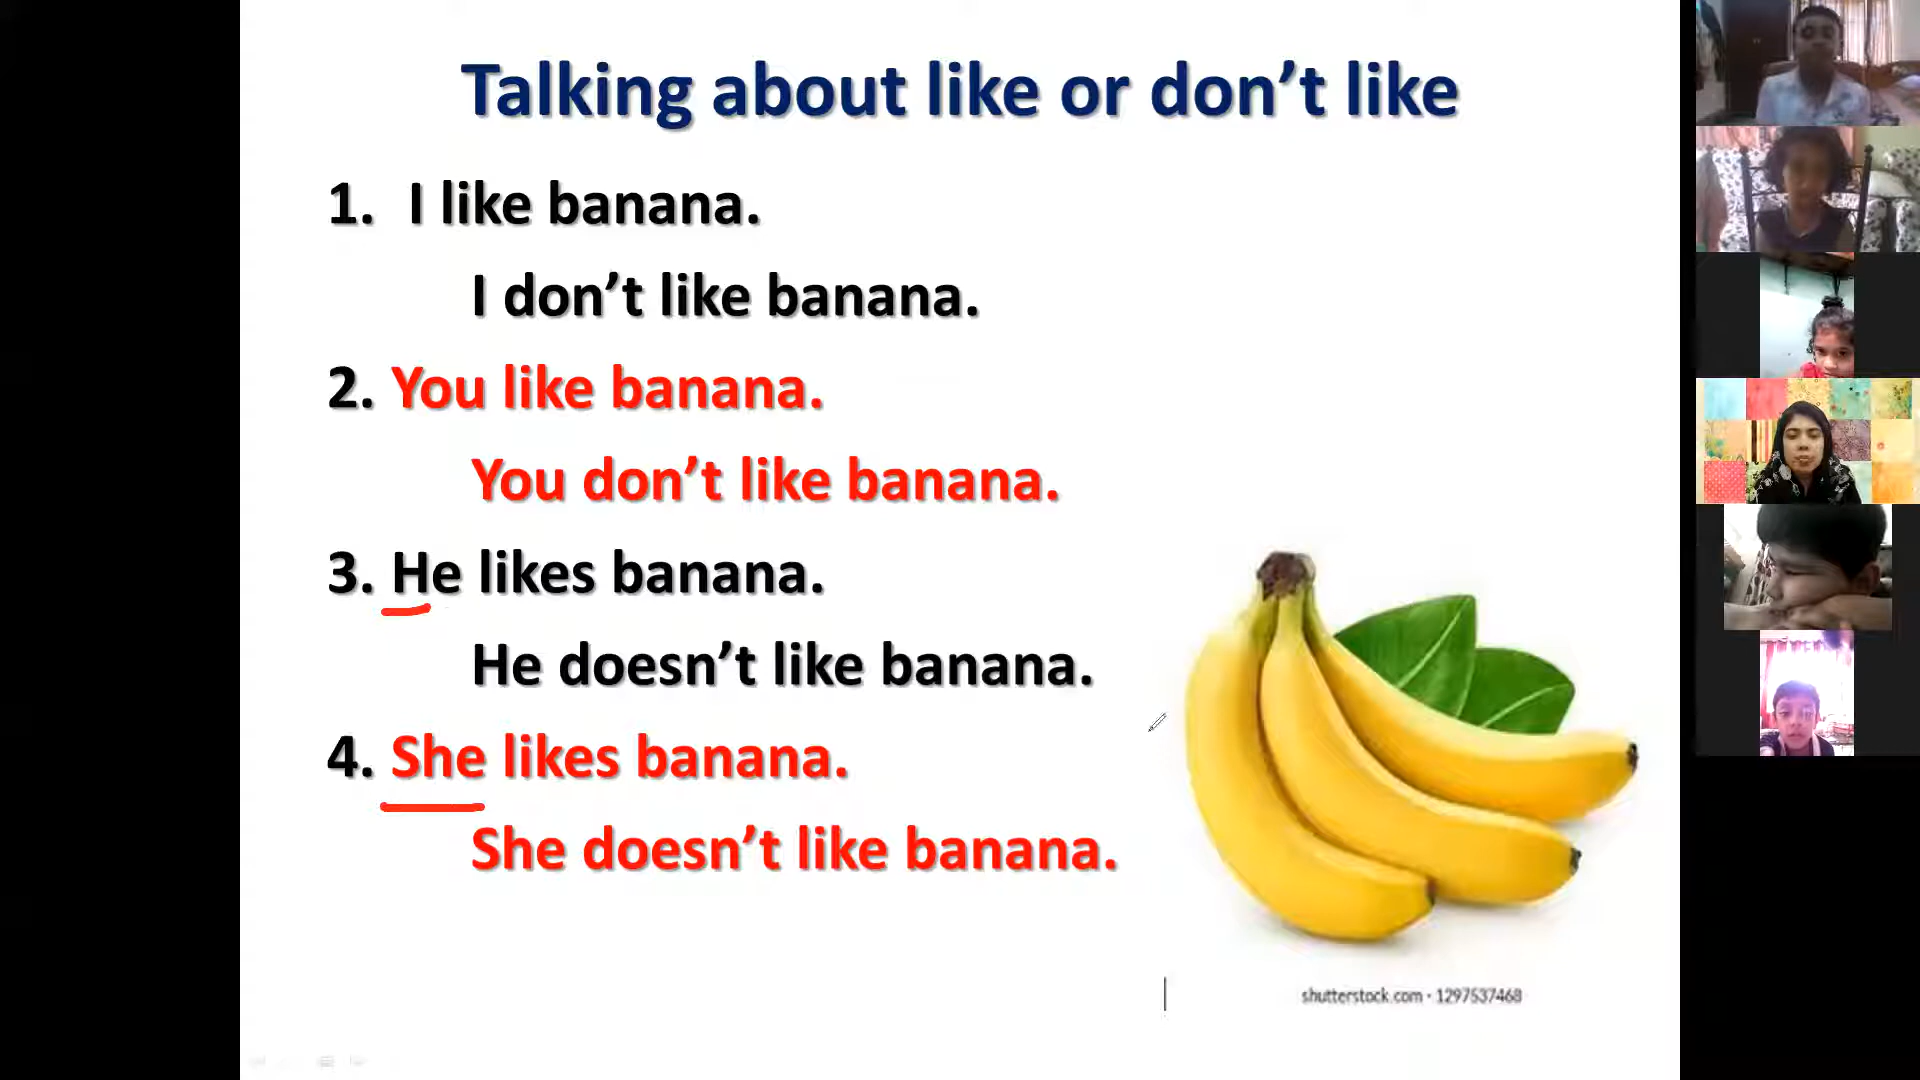 Talking about like or don’t like
1. I like banana.
I don’t like banana.
2. You like banana.
You don’t like banana.
3. He likes banana.
He doesn’t like banana.
4. She likes banana.
She doesn’t like banana.
shutterstock.com • 1297537468